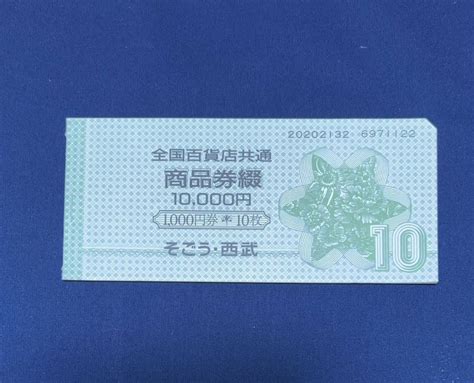 20202132 6971122
全国百貨店共通
商品券綴
10,000円
1,000円券 10枚
そごう・西武
10